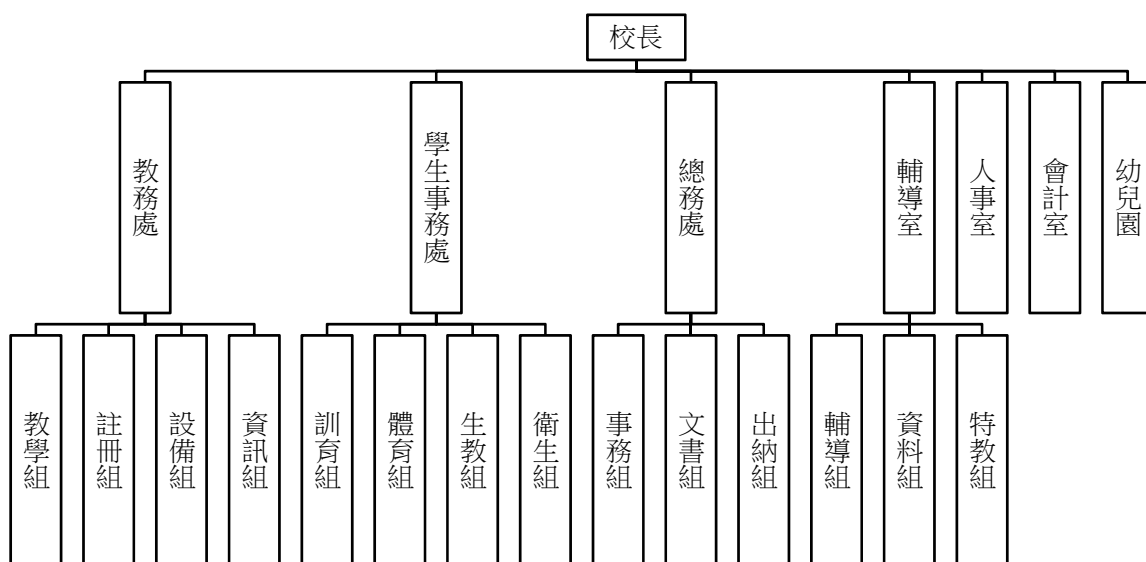 校長
教務處
學生事務處
總務處
輔導室
人事室
會計室
幼兒園
教學組
註冊組
設備組
資訊組
訓育組
體育組
生教組
衛生組
事務組
文書組
出納組
輔導組
資料組
特教組